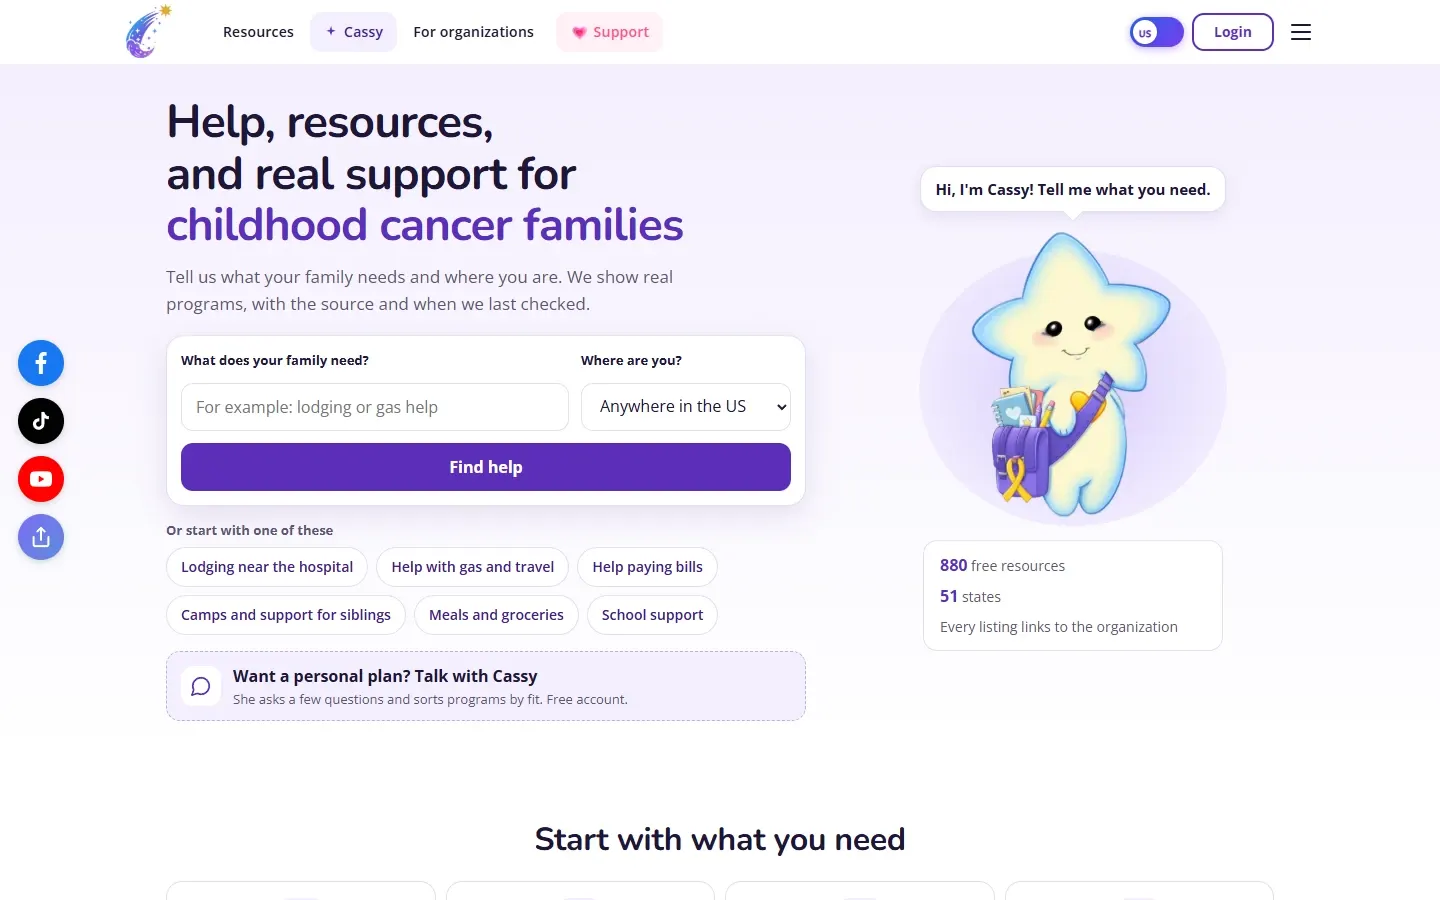 Resources
Cassy
For organizations
Support
US
Login
Help, resources,
and real support for
childhood cancer families
Tell us what your family needs and where you are. We show real
programs, with the source and when we last checked.
What does your family need?
Where are you?
For example: lodging or gas help
Anywhere in the US
Find help
Or start with one of these
Lodging near the hospital
Help with gas and travel
Help paying bills
Camps and support for siblings
Meals and groceries
School support
Want a personal plan? Talk with Cassy
She asks a few questions and sorts programs by fit. Free account.
Hi, I'm Cassy! Tell me what you need.
880 free resources
51 states
Every listing links to the organization
Start with what you need